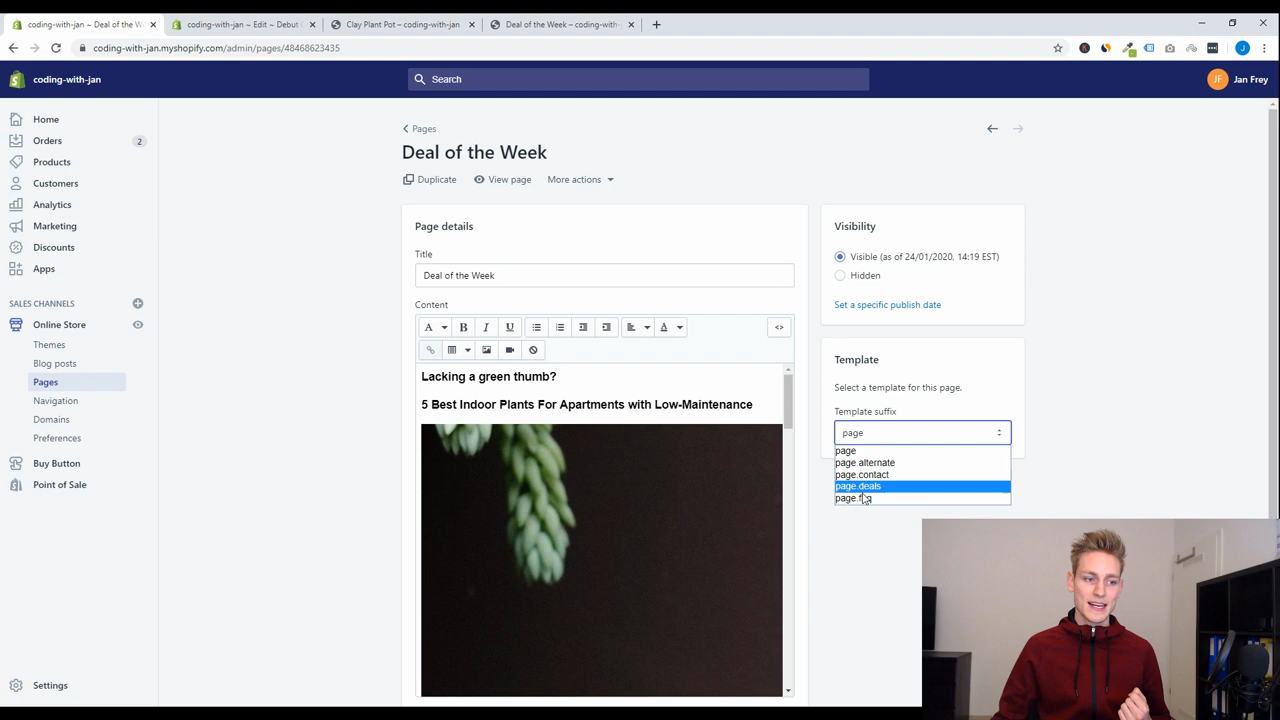 coding-with-jan ~ Deal of the W
coding-with-jan ~ Edit ~ Debut
Clay Plant Pot – coding-with-jan
Deal of the Week – coding-with-
coding-with-jan.myshopify.com/admin/pages/48468623435
J
coding-with-jan
Search
JF
Jan Frey
Home
Orders
2
Products
Customers
Analytics
Marketing
Discounts
Apps
SALES CHANNELS
Online Store
Themes
Blog posts
Pages
Navigation
Domains
Preferences
Buy Button
Point of Sale
Settings
Pages
Deal of the Week
Duplicate
View page
More actions
Page details
Title
Deal of the Week
Content
A
B
I
U
A
<>
Lacking a green thumb?
5 Best Indoor Plants For Apartments with Low-Maintenance
Visibility
Visible (as of 24/01/2020, 14:19 EST)
Hidden
Set a specific publish date
Template
Select a template for this page.
Template suffix
page
page
page.alternate
page.contact
page.deals